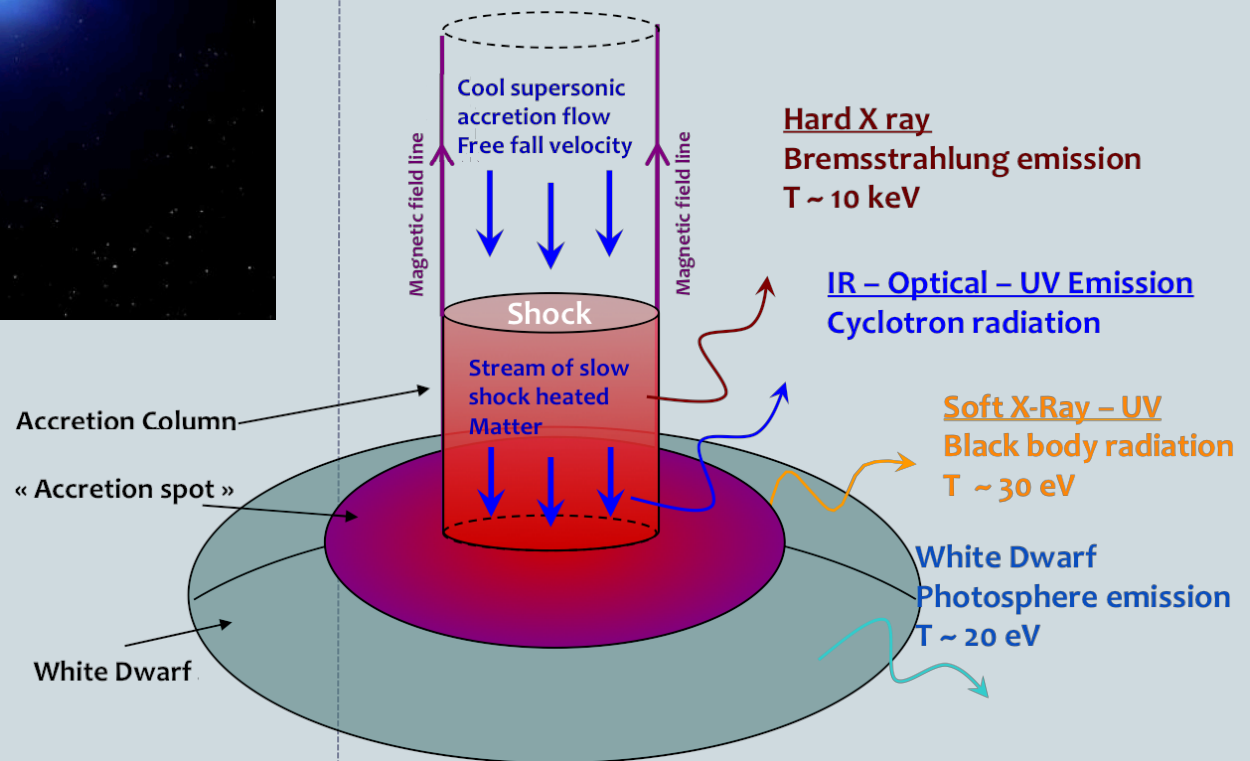 Cool supersonic
accretion flow
Free fall velocity
Magnetic field line
Magnetic field line
Shock
Stream of slow
shock heated
Matter
Accretion Column
« Accretion spot »
White Dwarf
Hard X ray
Bremsstrahlung emission
T ~ 10 keV
IR – Optical – UV Emission
Cyclotron radiation
Soft X-Ray – UV
Black body radiation
T ~ 30 eV
White Dwarf
Photosphere emission
T ~ 20 eV